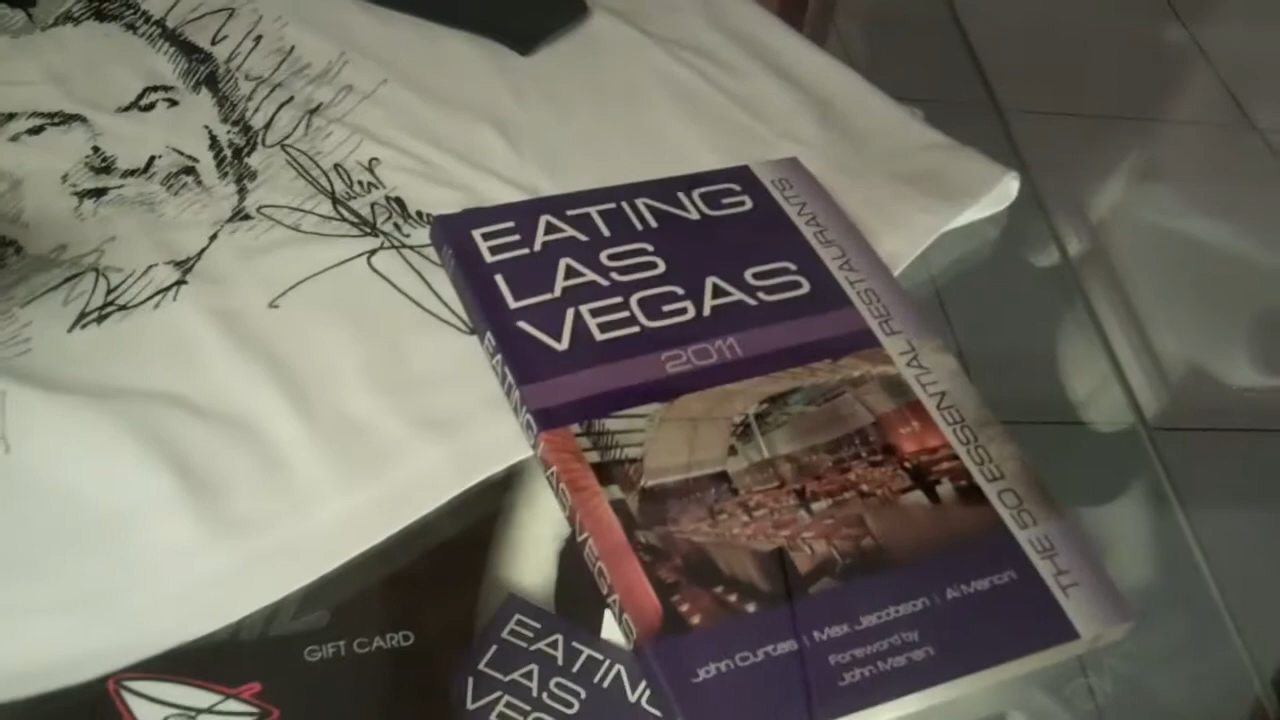 EATING
LAS
VEGAS
2011
THE 50 ESSENTIAL RESTAURANTS
EATING LAS VEGAS
John Curtas | Max Jacobson | Al Mancini
Foreword by
John Mariani
GIFT CARD
EATING
LAS